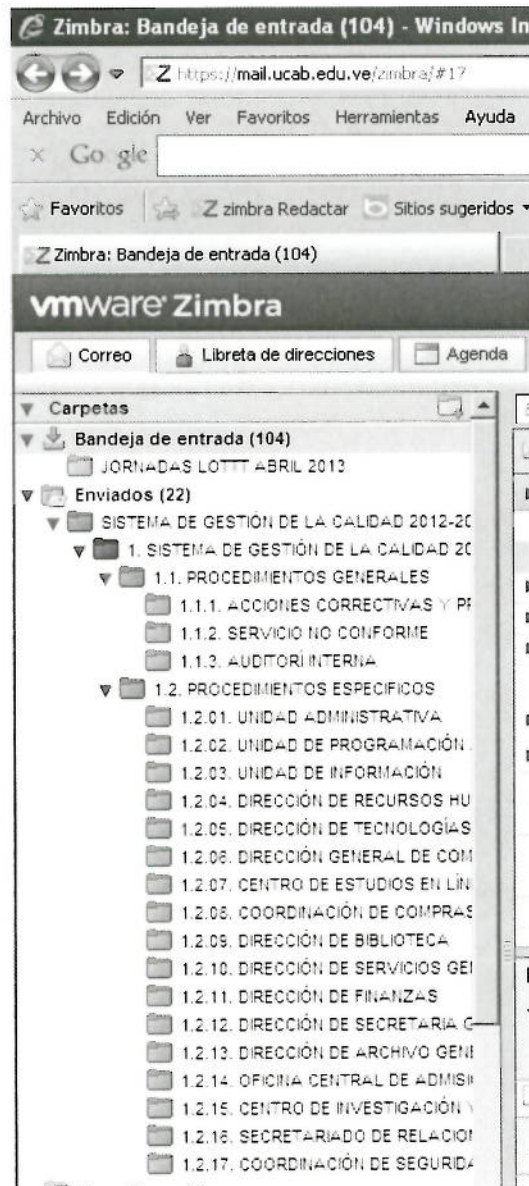 Zimbra: Bandeja de entrada (104) - Windows In
Z https://mail.ucab.edu.ve/zimbra/#17
Archivo Edición Ver Favoritos Herramientas Ayuda
x Go gle
Favoritos Z zimbra Redactar Sitios sugeridos
Z Zimbra: Bandeja de entrada (104)
vmware Zimbra
Correo Libreta de direcciones Agenda
Carpetas
Bandeja de entrada (104)
JORNADAS LOTTT ABRIL 2013
Enviados (22)
SISTEMA DE GESTIÓN DE LA CALIDAD 2012-20
1. SISTEMA DE GESTIÓN DE LA CALIDAD 20
1.1. PROCEDIMIENTOS GENERALES
1.1.1. ACCIONES CORRECTIVAS Y PR
1.1.2. SERVICIO NO CONFORME
1.1.3. AUDITORÍ INTERNA
1.2. PROCEDIMIENTOS ESPECIFICOS
1.2.01. UNIDAD ADMINISTRATIVA
1.2.02. UNIDAD DE PROGRAMACIÓN
1.2.03. UNIDAD DE INFORMACIÓN
1.2.04. DIRECCIÓN DE RECURSOS HU
1.2.05. DIRECCIÓN DE TECNOLOGÍAS
1.2.06. DIRECCIÓN GENERAL DE COM
1.2.07. CENTRO DE ESTUDIOS EN LÍN
1.2.08. COORDINACIÓN DE COMPRAS
1.2.09. DIRECCIÓN DE BIBLIOTECA
1.2.10. DIRECCIÓN DE SERVICIOS GEI
1.2.11. DIRECCIÓN DE FINANZAS
1.2.12. DIRECCIÓN DE SECRETARIA G
1.2.13. DIRECCIÓN DE ARCHIVO GENE
1.2.14. OFICINA CENTRAL DE ADMISI
1.2.15. CENTRO DE INVESTIGACIÓN Y
1.2.16. SECRETARIADO DE RELACION
1.2.17. COORDINACIÓN DE SEGURIDA